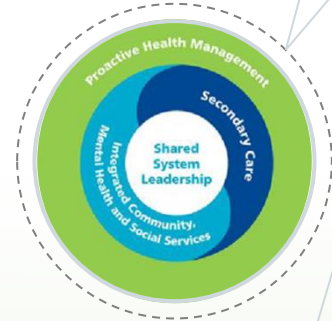 Proactive Health Management
Secondary Care
Shared
System
Leadership
Integrated Community,
Mental Health and Social Services